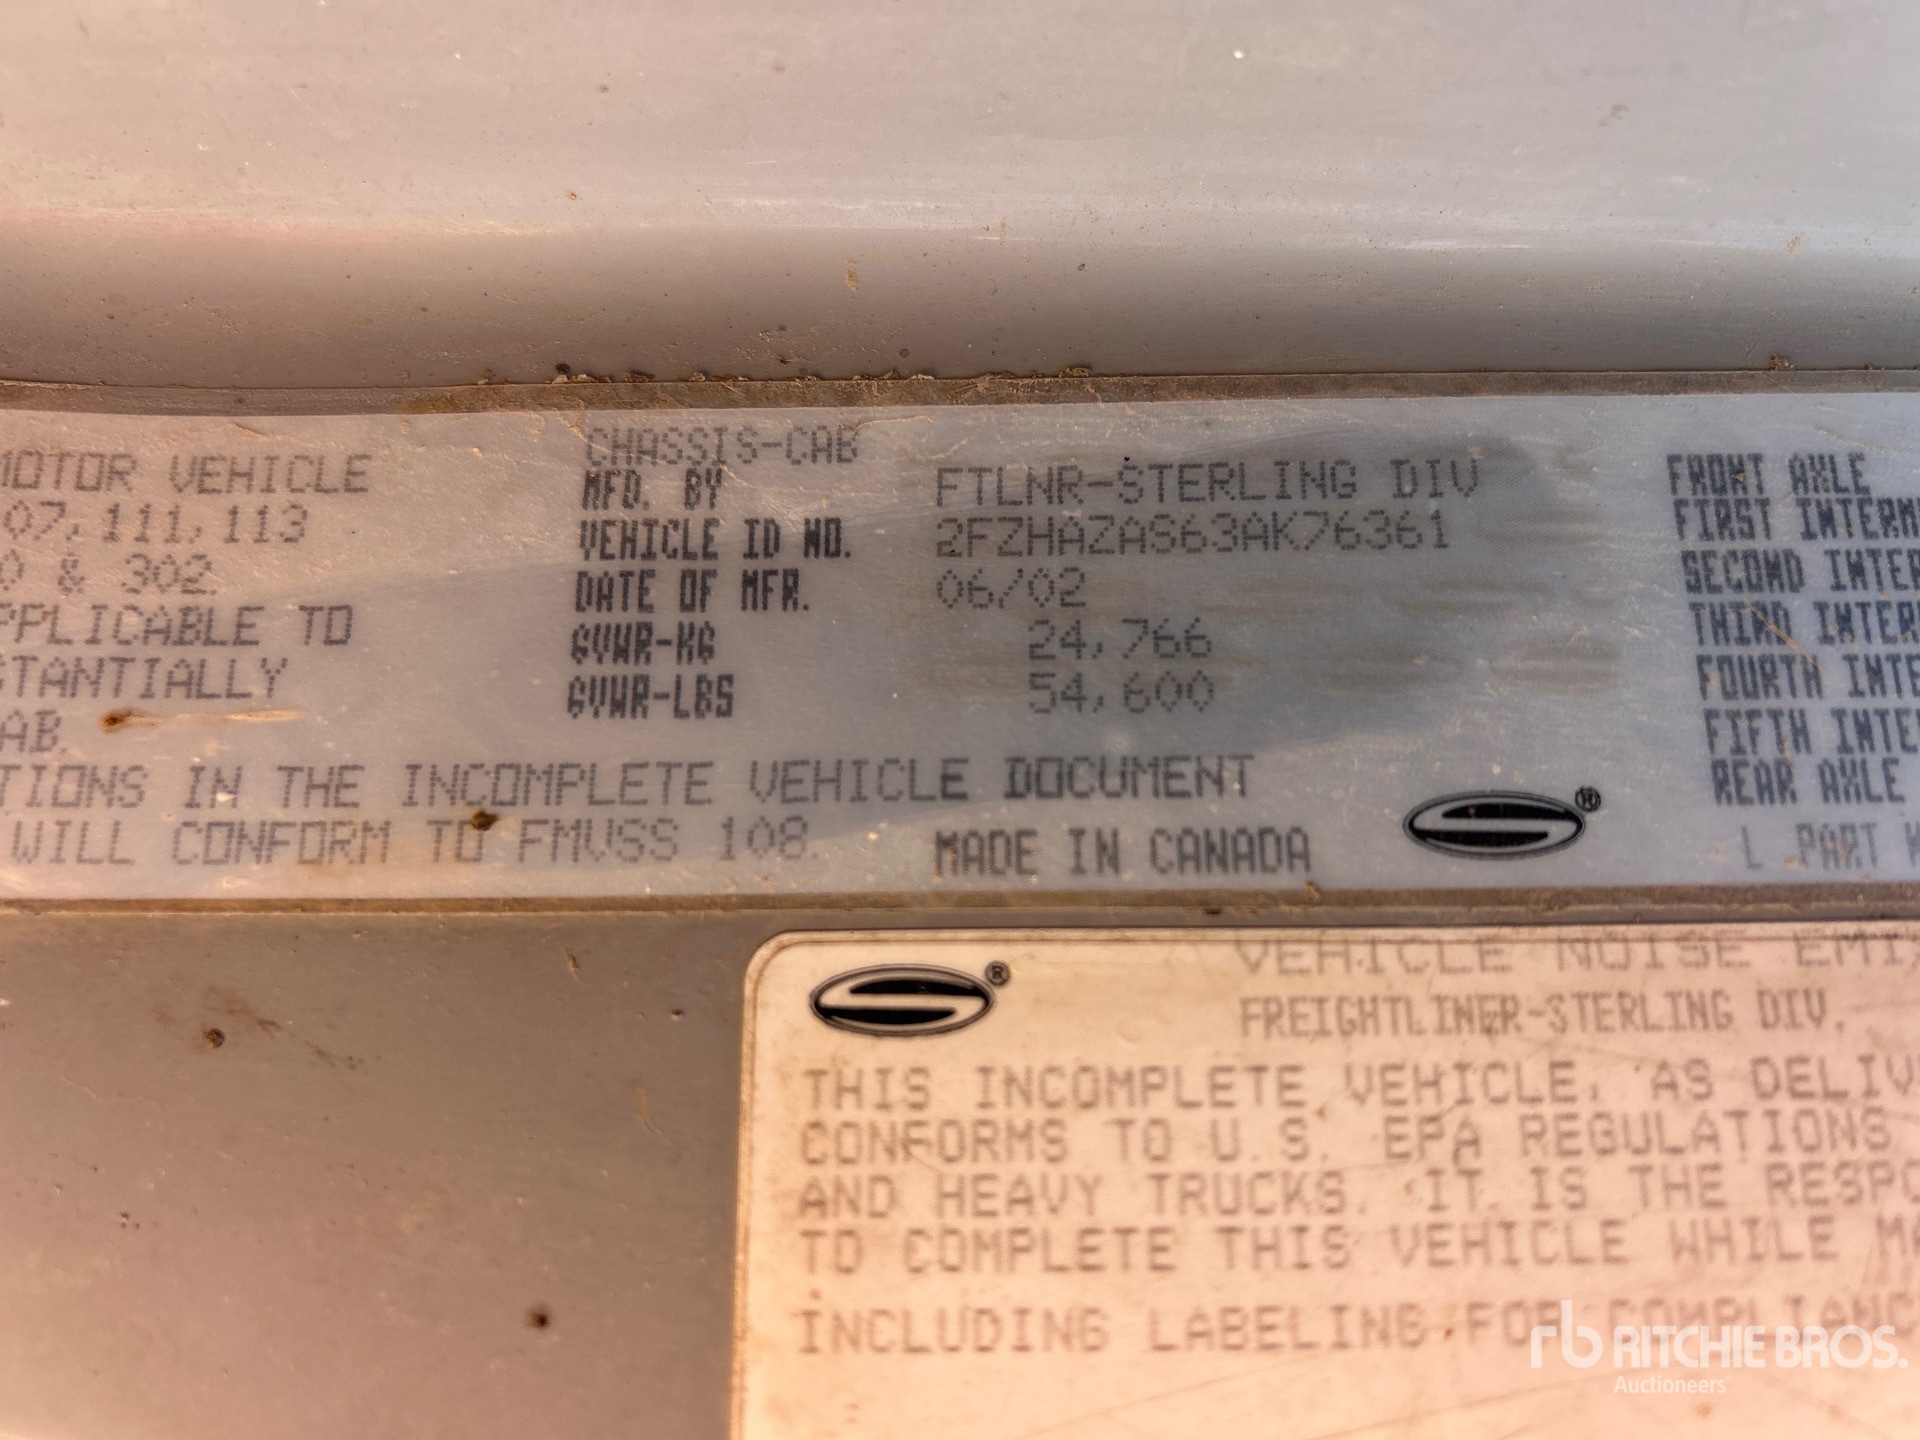 CHASSIS-CAB
MOTOR VEHICLE MFD. BY FTLNR-STERLING DIV FRONT AXLE
07,111,113 VEHICLE ID NO. 2FZHAZAS63AK76361 FIRST INTERM
0 & 302. DATE OF MFR. 06/02 SECOND INTER
PPLICABLE TO GVWR-KG 24,766 THIRD INTER
STANTIALLY GVWR-LBS 54,600 FOURTH INTE
AB. FIFTH INTE
TIONS IN THE INCOMPLETE VEHICLE DOCUMENT REAR AXLE
WILL CONFORM TO FMVSS 108. MADE IN CANADA ® L PART
VEHICLE NOISE EMI
® FREIGHTLINER-STERLING DIV.
THIS INCOMPLETE VEHICLE, AS DELIV
CONFORMS TO U.S. EPA REGULATIONS
AND HEAVY TRUCKS. IT IS THE RESPO
TO COMPLETE THIS VEHICLE WHILE MA
INCLUDING LABELING FOR COMPLIANC
rb RITCHIE BROS.
Auctioneers